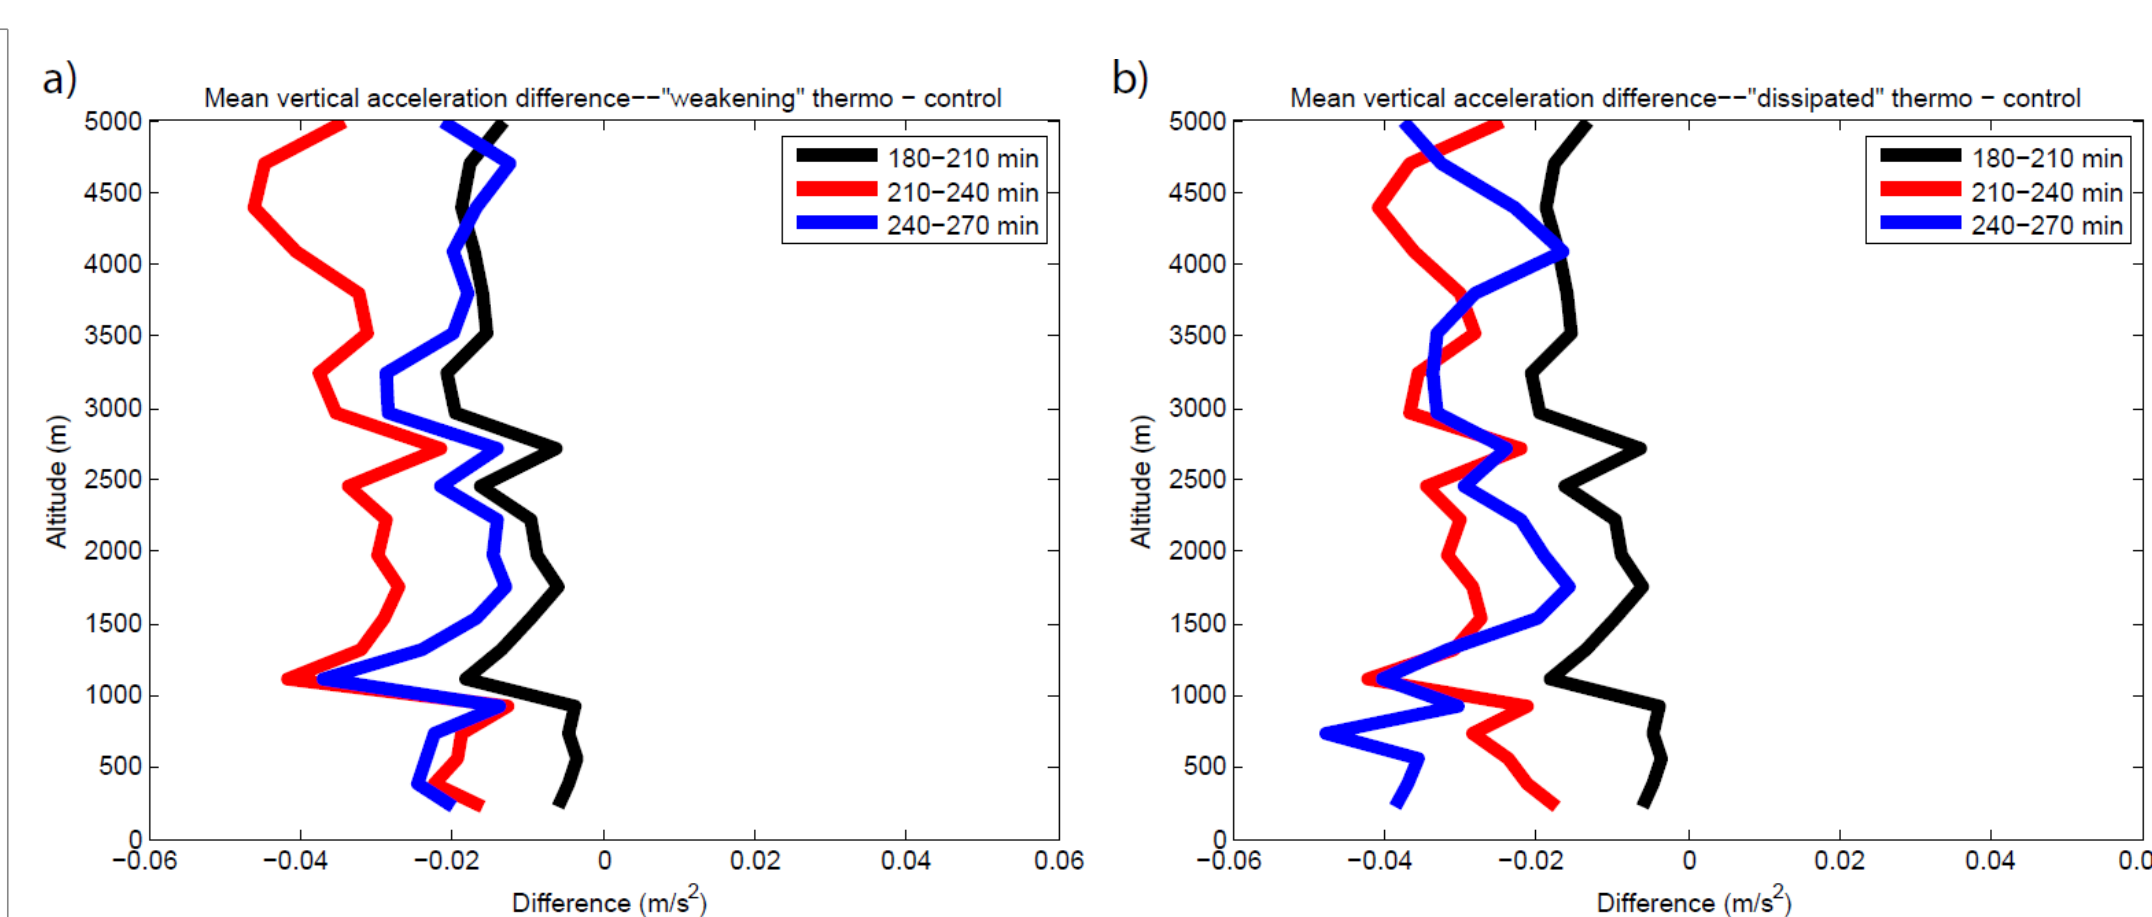 a)
Mean vertical acceleration difference−−"weakening" thermo − control
5000
4500
4000
3500
3000
2500
2000
1500
1000
500
0
Altitude (m)
180−210 min
210−240 min
240−270 min
−0.06 −0.04 −0.02 0 0.02 0.04 0.06
Difference (m/s²)
b)
Mean vertical acceleration difference−−"dissipated" thermo − control
5000
4500
4000
3500
3000
2500
2000
1500
1000
500
0
Altitude (m)
180−210 min
210−240 min
240−270 min
−0.06 −0.04 −0.02 0 0.02 0.04 0.0
Difference (m/s²)